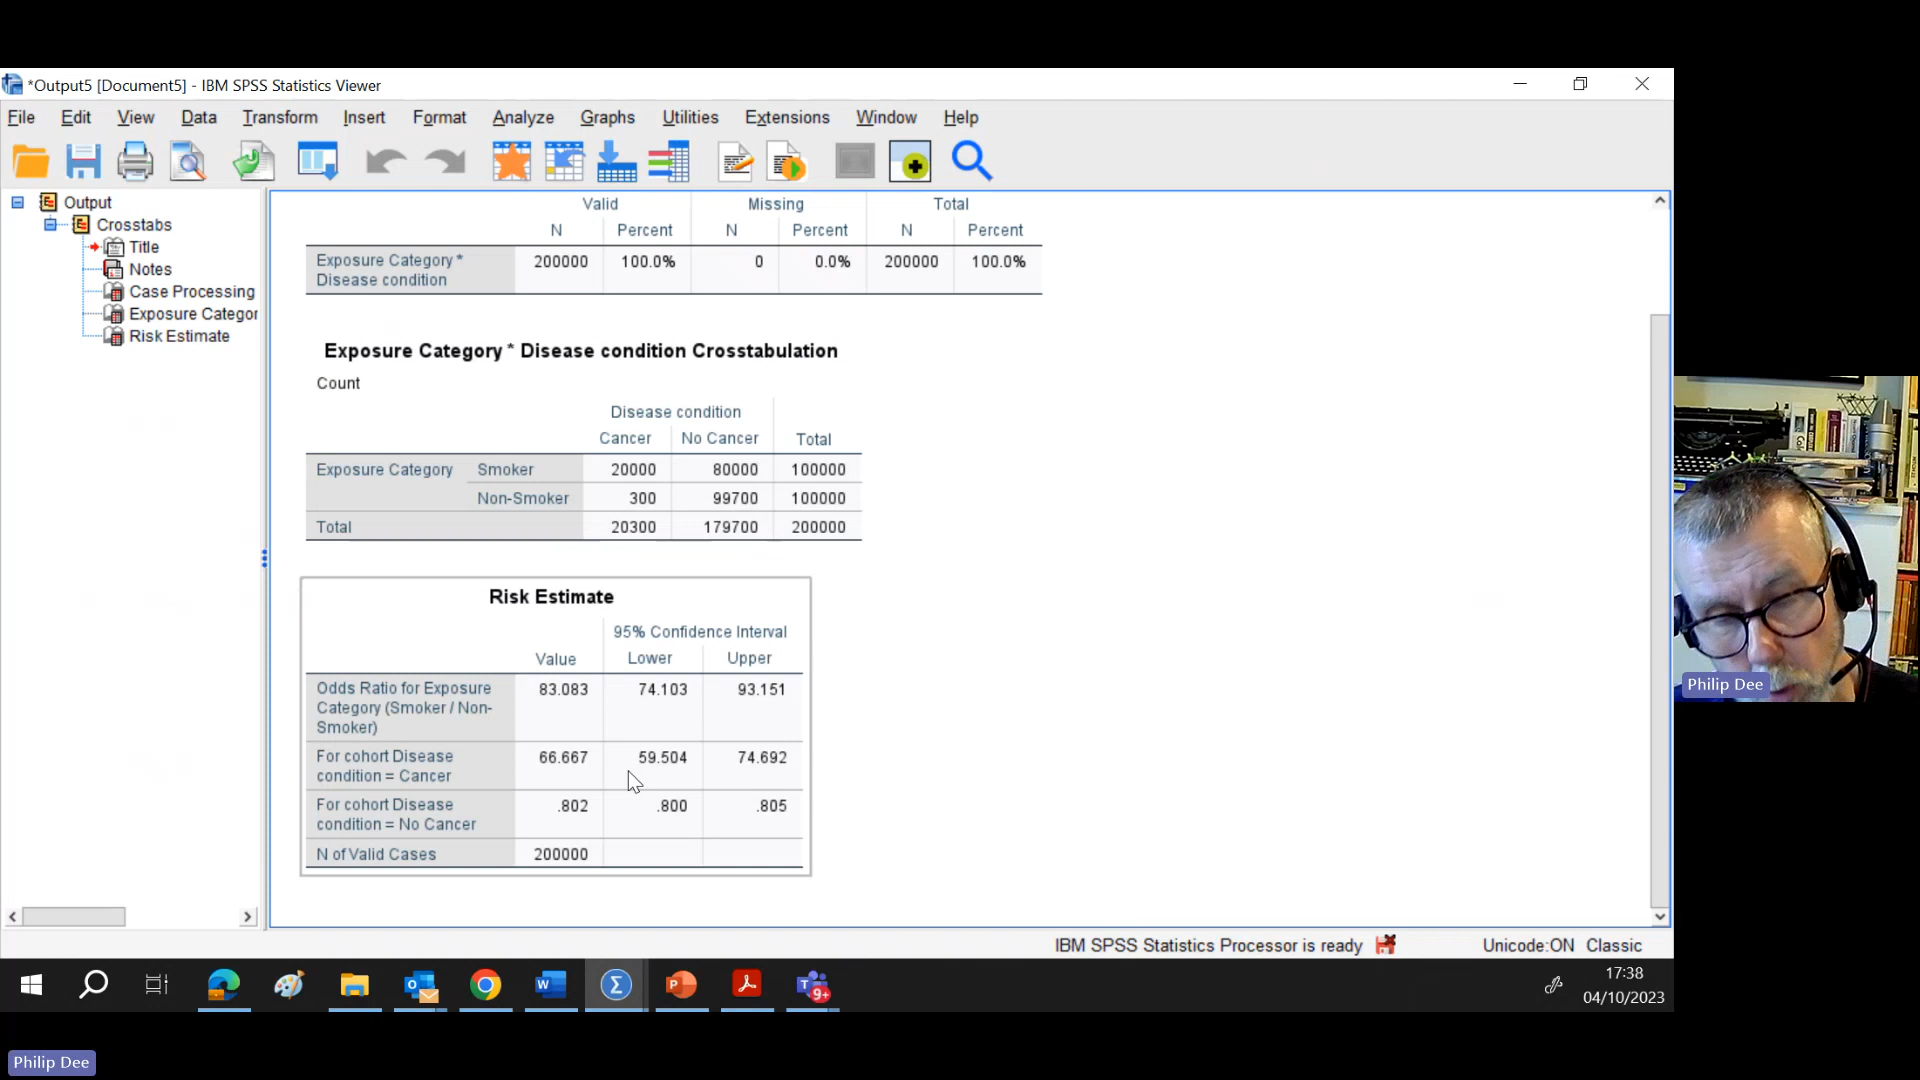 *Output5 [Document5] - IBM SPSS Statistics Viewer
File Edit View Data Transform Insert Format Analyze Graphs Utilities Extensions Window Help
Output
Crosstabs
Title
Notes
Case Processing
Exposure Categor
Risk Estimate
Valid Missing Total
N Percent N Percent N Percent
Exposure Category * 200000 100.0% 0 0.0% 200000 100.0%
Disease condition
Exposure Category * Disease condition Crosstabulation
Count
Disease condition
Cancer No Cancer Total
Exposure Category Smoker 20000 80000 100000
Non-Smoker 300 99700 100000
Total 20300 179700 200000
Risk Estimate
95% Confidence Interval
Value Lower Upper
Odds Ratio for Exposure 83.083 74.103 93.151
Category (Smoker / Non-
Smoker)
For cohort Disease 66.667 59.504 74.692
condition = Cancer
For cohort Disease .802 .800 .805
condition = No Cancer
N of Valid Cases 200000
Philip Dee
IBM SPSS Statistics Processor is ready Unicode:ON Classic
17:38
04/10/2023
9+
Philip Dee